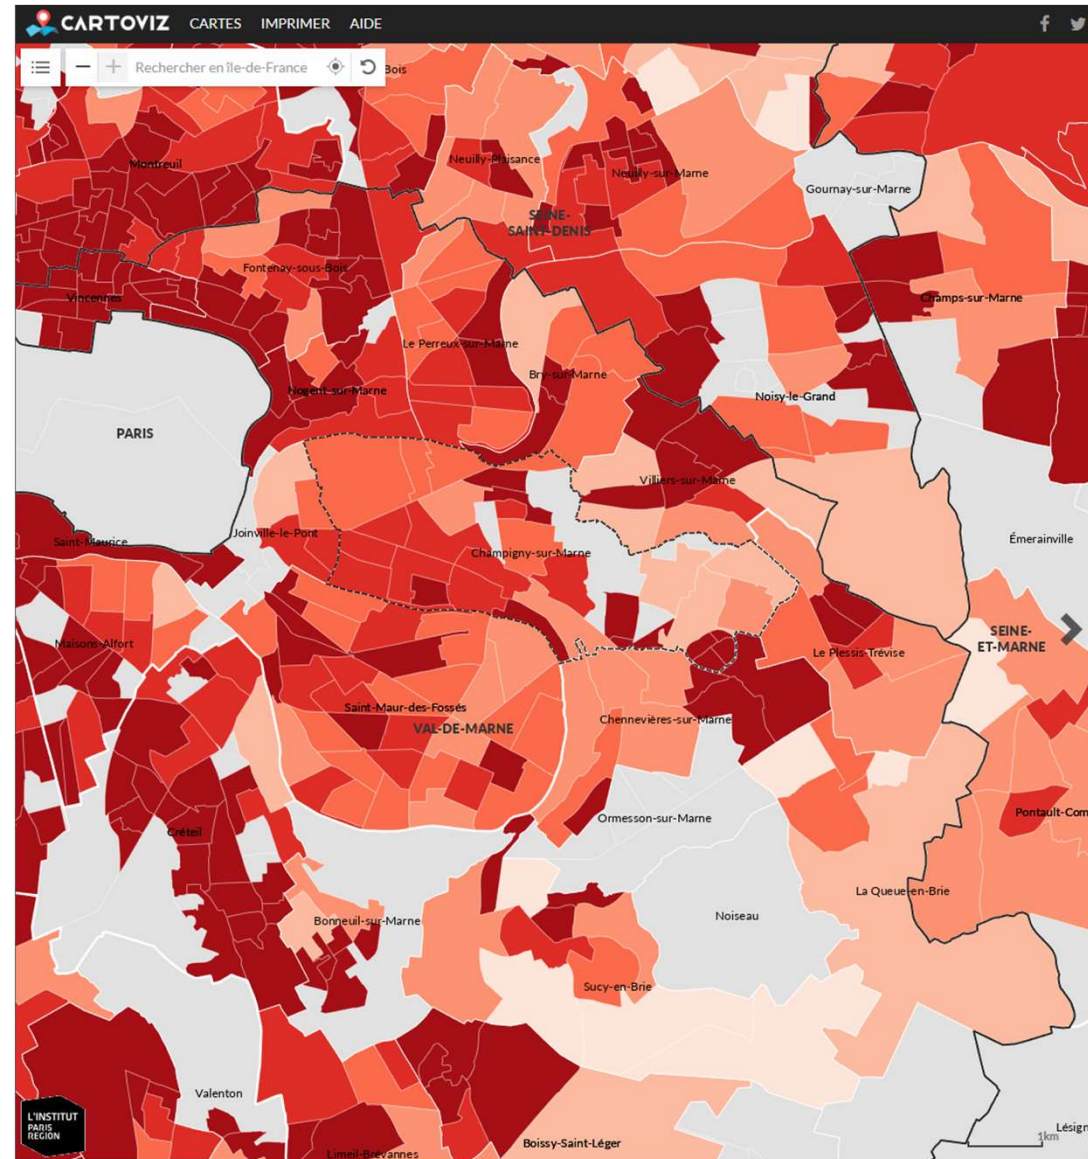 CARTOVIZ CARTES IMPRIMER AIDE
Rechercher en île-de-France
Bois
Montreuil
Neuilly-Plaisance
Neuilly-sur-Marne
Gournay-sur-Marne
SEINE-
SAINT-DENIS
Fontenay-sous-Bois
Vincennes
Champs-sur-Marne
Le Perreux-sur-Marne
Bry-sur-Marne
Nogent-sur-Marne
Noisy-le-Grand
PARIS
Villiers-sur-Marne
Joinville-le-Pont
Saint-Maurice
Émerainville
Champigny-sur-Marne
SEINE-
ET-MARNE
Maisons-Alfort
Le Plessis-Trévise
Saint-Maur-des-Fossés
Chennevières-sur-Marne
VAL-DE-MARNE
Pontault-Com
Ormesson-sur-Marne
Créteil
La Queue-en-Brie
Noiseau
Bonneuil-sur-Marne
Sucy-en-Brie
Valenton
L'INSTITUT
PARIS
REGION
Lésign
1km
Boissy-Saint-Léger
Limeil-Brévannes